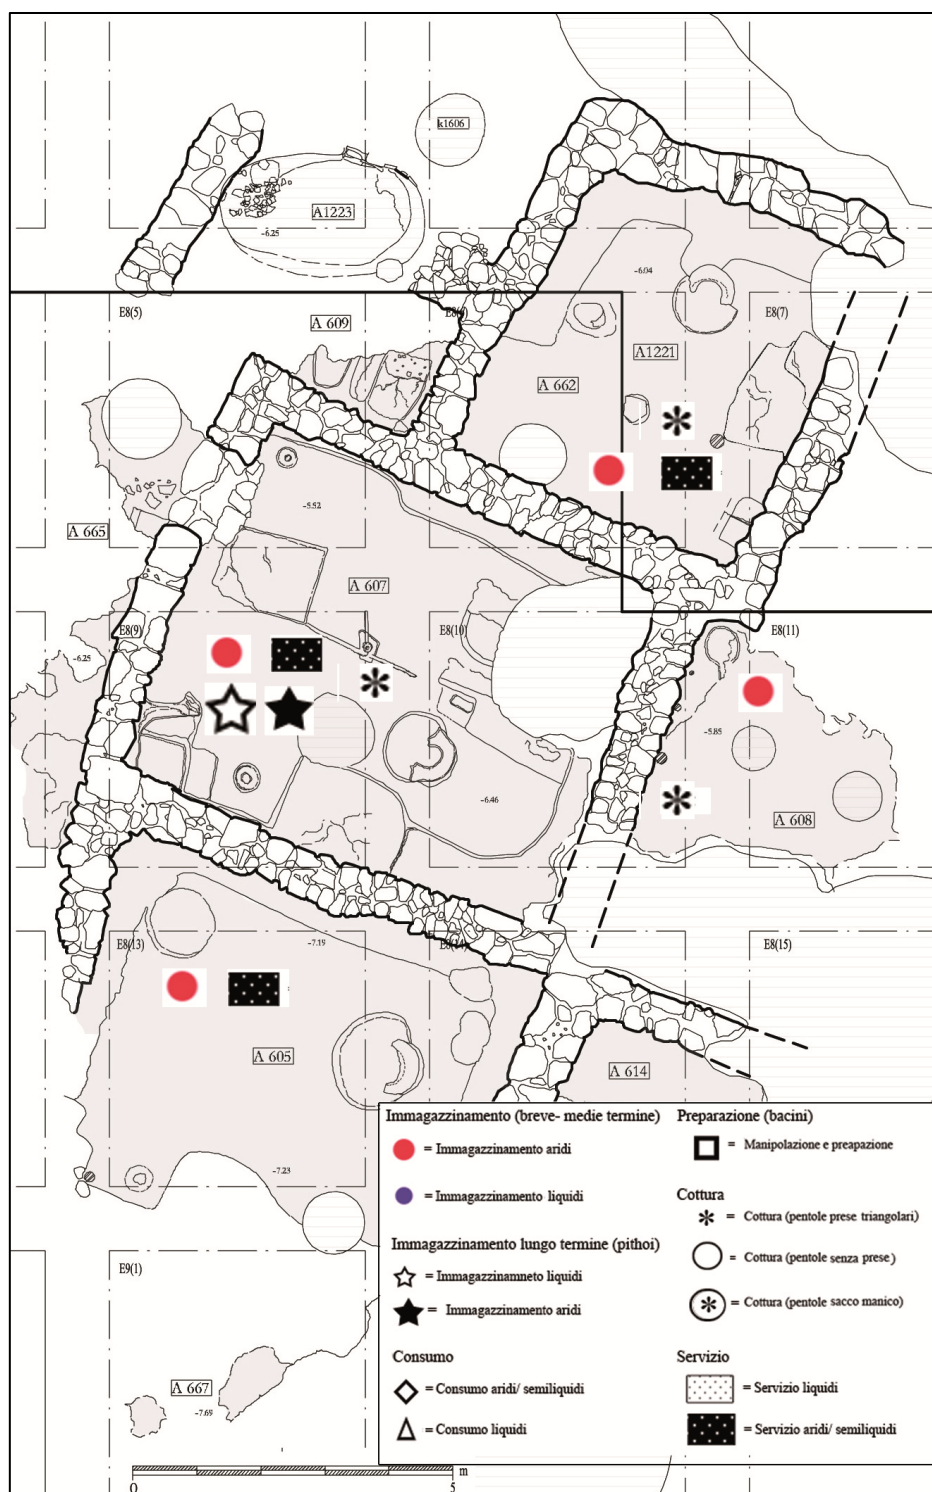 k1606
A1223
-6.25
-6.04
E8(5)
E8(6)
E8(7)
A 609
A1221
A 662
-5.52
A 665
A 607
E8(9)
E8(10)
E8(11)
-6.25
-5.85
-6.46
A 608
E8(13)
-7.19
E8(14)
E8(15)
A 605
A 614
-7.23
E9(1)
A 667
-7.69
0
5
m
Immagazzinamento (breve- medie termine)
= Immagazzinamento aridi
= Immagazzinamento liquidi
Immagazzinamento lungo termine (pithoi)
= Immagazzinamneto liquidi
= Immagazzinamento aridi
Consumo
= Consumo aridi/ semiliquidi
= Consumo liquidi
Preparazione (bacini)
= Manipolazione e preapazione
Cottura
= Cottura (pentole prese triangolari)
= Cottura (pentole senza prese)
= Cottura (pentole sacco manico)
Servizio
= Servizio liquidi
= Servizio aridi/ semiliquidi